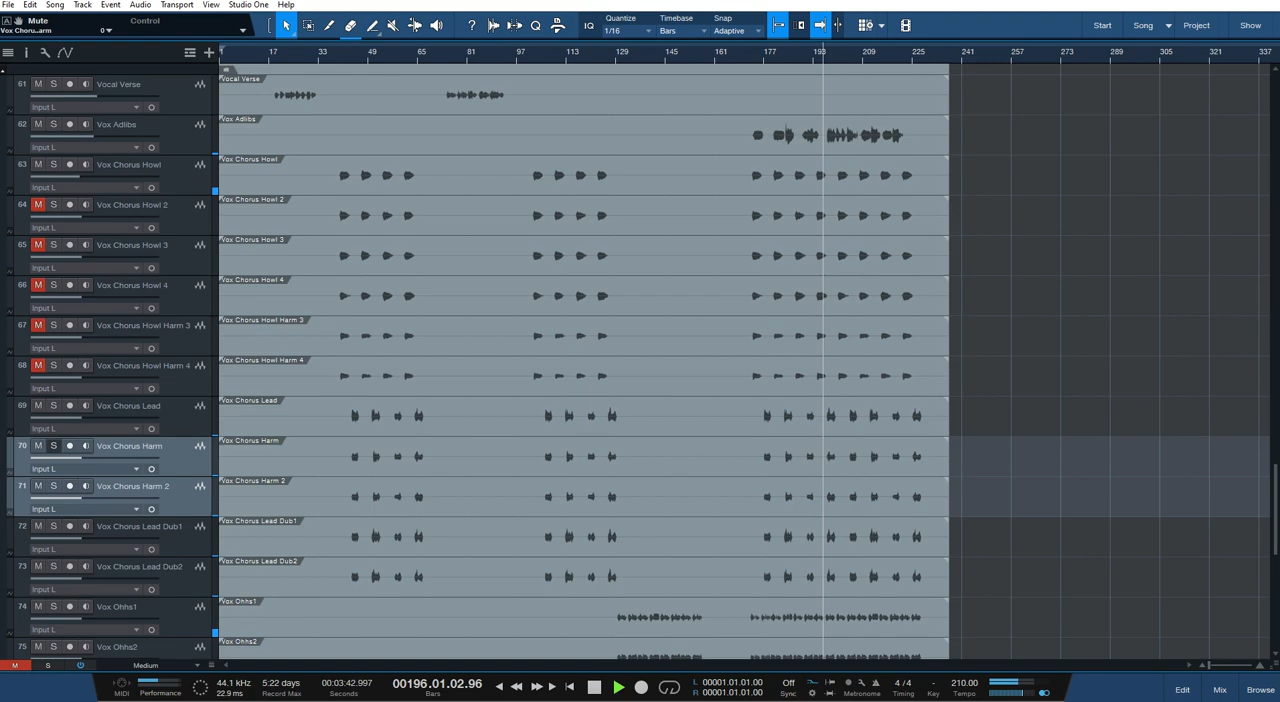 File Edit Song Track Event Audio Transport View Studio One Help
Mute Control
Vox Choru..arm 0
IQ Quantize Timebase Snap
1/16 Bars Adaptive
Start Song Project Show
17 33 49 65 81 97 113 129 145 161 177 193 209 225 241 257 273 289 305 321 337
61 M S Vocal Verse
Input L
Vocal Verse
62 M S Vox Adlibs
Input L
Vox Adlibs
63 M S Vox Chorus Howl
Input L
Vox Chorus Howl
64 M S Vox Chorus Howl 2
Input L
Vox Chorus Howl 2
65 M S Vox Chorus Howl 3
Input L
Vox Chorus Howl 3
66 M S Vox Chorus Howl 4
Input L
Vox Chorus Howl 4
67 M S Vox Chorus Howl Harm 3
Input L
Vox Chorus Howl Harm 3
68 M S Vox Chorus Howl Harm 4
Input L
Vox Chorus Howl Harm 4
69 M S Vox Chorus Lead
Input L
Vox Chorus Lead
70 M S Vox Chorus Harm
Input L
Vox Chorus Harm
71 M S Vox Chorus Harm 2
Input L
Vox Chorus Harm 2
72 M S Vox Chorus Lead Dub1
Input L
Vox Chorus Lead Dub1
73 M S Vox Chorus Lead Dub2
Input L
Vox Chorus Lead Dub2
74 M S Vox Ohhs1
Input L
Vox Ohhs1
75 M S Vox Ohhs2
Vox Ohhs2
M S Medium
MIDI Performance
44.1 kHz
22.9 ms
5:22 days
Record Max
00:03:42.997
Seconds
00196.01.02.96
Bars
L 00001.01.01.00
R 00001.01.01.00
Off
Sync
Metronome
4 / 4
Timing
-
Key
210.00
Tempo
Edit Mix Browse